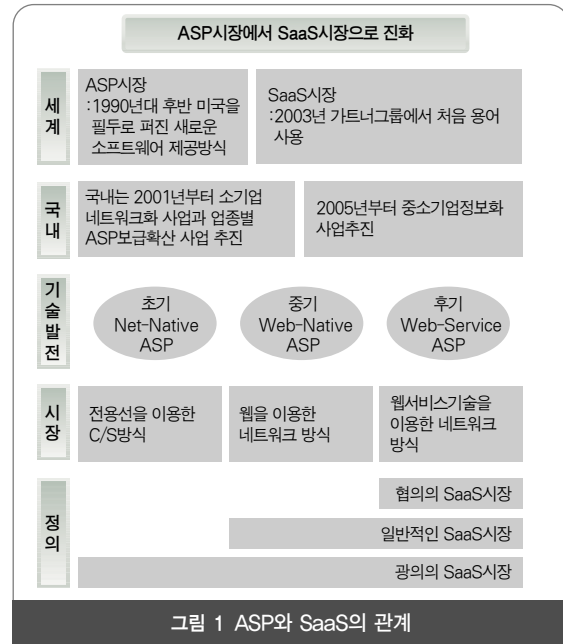 ASP시장에서 SaaS시장으로 진화
세
계
ASP시장
:1990년대 후반 미국을
필두로 퍼진 새로운
소프트웨어 제공방식
SaaS시장
:2003년 가트너그룹에서 처음 용어
사용
국
내
국내는 2001년부터 소기업
네트워크화 사업과 업종별
ASP보급확산 사업 추진
2005년부터 중소기업정보화
사업추진
기
술
발
전
초기
Net-Native
ASP
중기
Web-Native
ASP
후기
Web-Service
ASP
시
장
전용선을 이용한
C/S방식
웹을 이용한
네트워크 방식
웹서비스기술을
이용한 네트워크
방식
정
의
협의의 SaaS시장
일반적인 SaaS시장
광의의 SaaS시장
그림 1 ASP와 SaaS의 관계